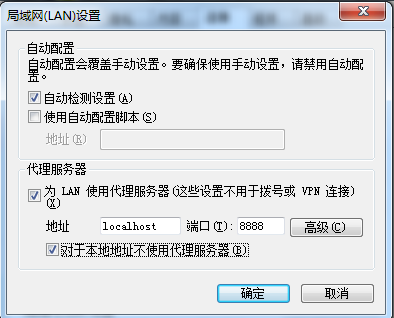 局域网(LAN)设置
自动配置
自动配置会覆盖手动设置。要确保使用手动设置，请禁用自动配
置。
自动检测设置(A)
使用自动配置脚本(S)
地址(R)
代理服务器
为 LAN 使用代理服务器(这些设置不用于拨号或 VPN 连接)
(X)
地址 localhost 端口(T): 8888 高级(C)
对于本地地址不使用代理服务器(B)
确定 取消